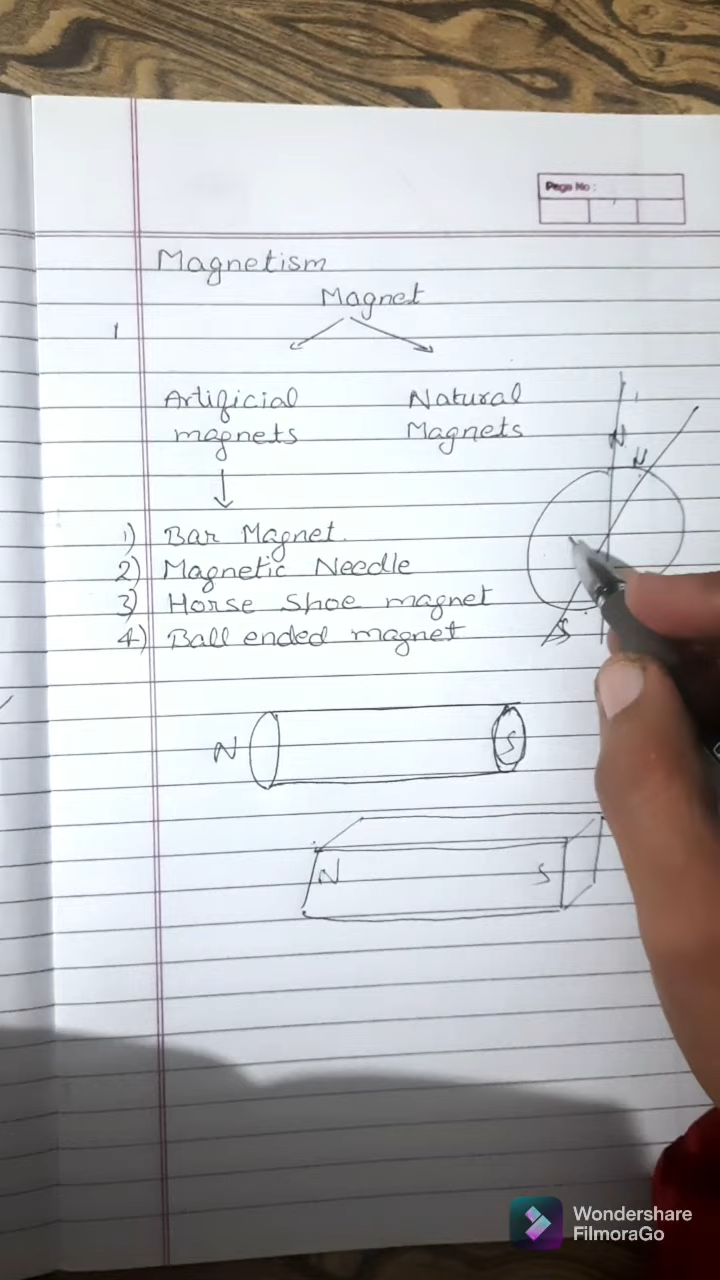 Page No :
Magnetism
Magnet
1
Artificial Natural
magnets Magnets
N
N
1) Bar Magnet.
2) Magnetic Needle
3) Horse Shoe magnet
4) Ball ended magnet
S
N S
N S
Wondershare
FilmoraGo